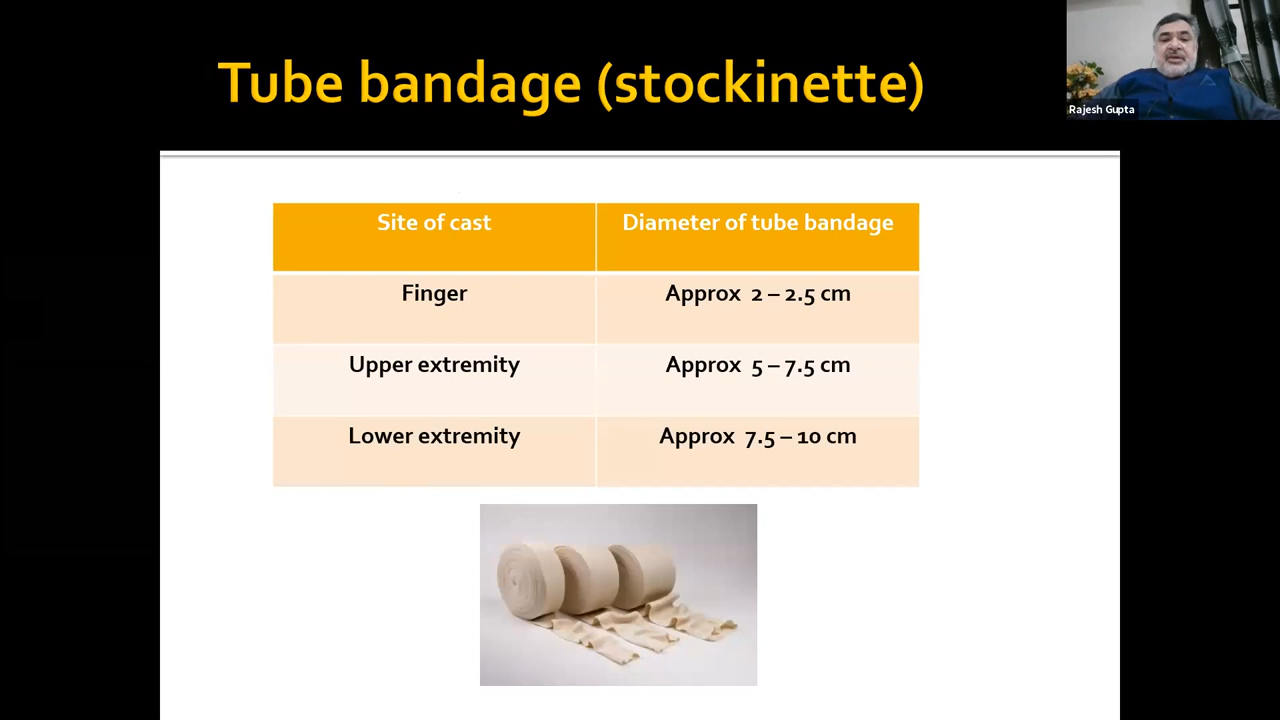 Tube bandage (stockinette)
Rajesh Gupta
Site of cast
Diameter of tube bandage
Finger
Approx 2 – 2.5 cm
Upper extremity
Approx 5 – 7.5 cm
Lower extremity
Approx 7.5 – 10 cm